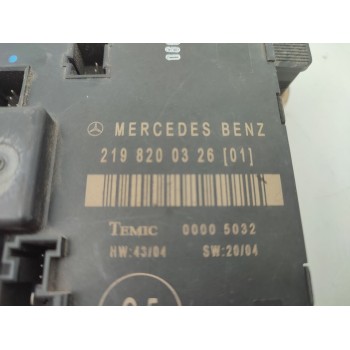 MERCEDES BENZ
219 820 03 26 [01]
TEMIC 0000 5032
HW:43/04 SW:20/04